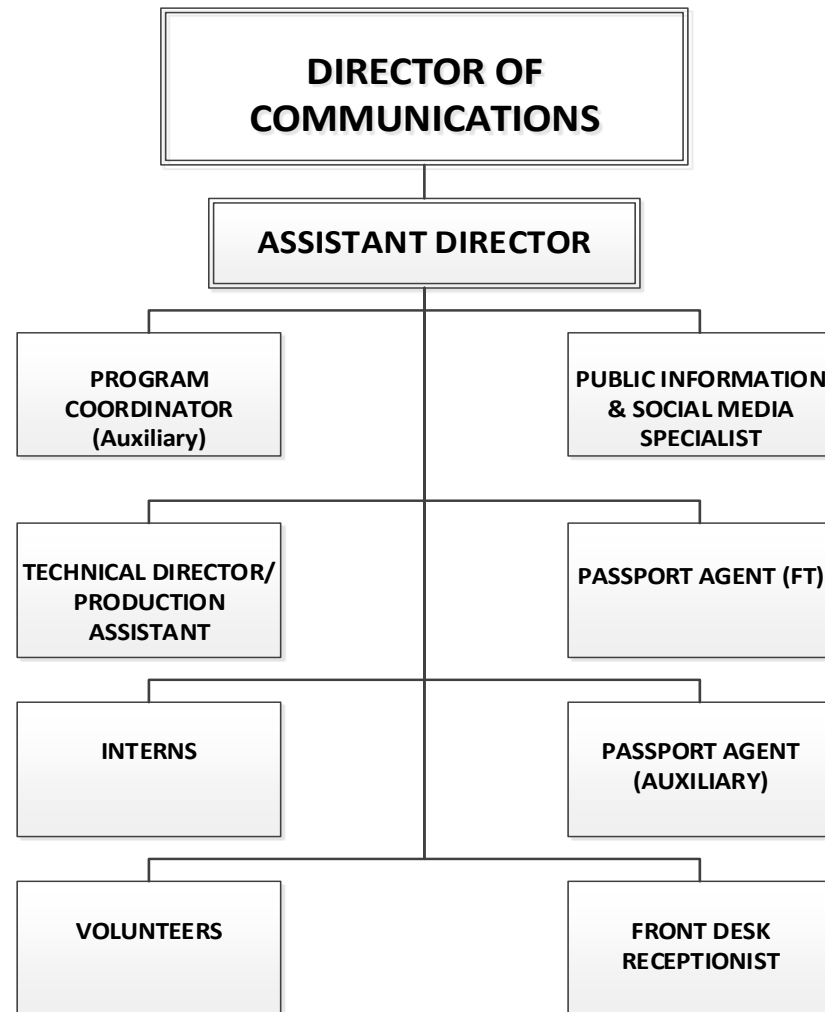 DIRECTOR OF
COMMUNICATIONS
ASSISTANT DIRECTOR
PROGRAM
COORDINATOR
(Auxiliary)
PUBLIC INFORMATION
& SOCIAL MEDIA
SPECIALIST
TECHNICAL DIRECTOR/
PRODUCTION
ASSISTANT
PASSPORT AGENT (FT)
INTERNS
PASSPORT AGENT
(AUXILIARY)
VOLUNTEERS
FRONT DESK
RECEPTIONIST